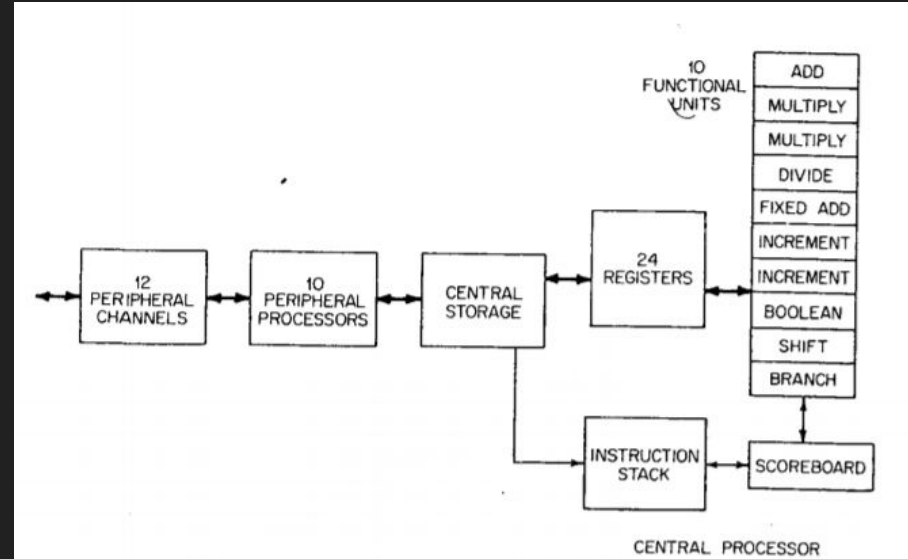 10
FUNCTIONAL
UNITS
ADD
MULTIPLY
MULTIPLY
DIVIDE
FIXED ADD
INCREMENT
INCREMENT
BOOLEAN
SHIFT
BRANCH
12
PERIPHERAL
CHANNELS
10
PERIPHERAL
PROCESSORS
CENTRAL
STORAGE
24
REGISTERS
INSTRUCTION
STACK
SCOREBOARD
CENTRAL PROCESSOR